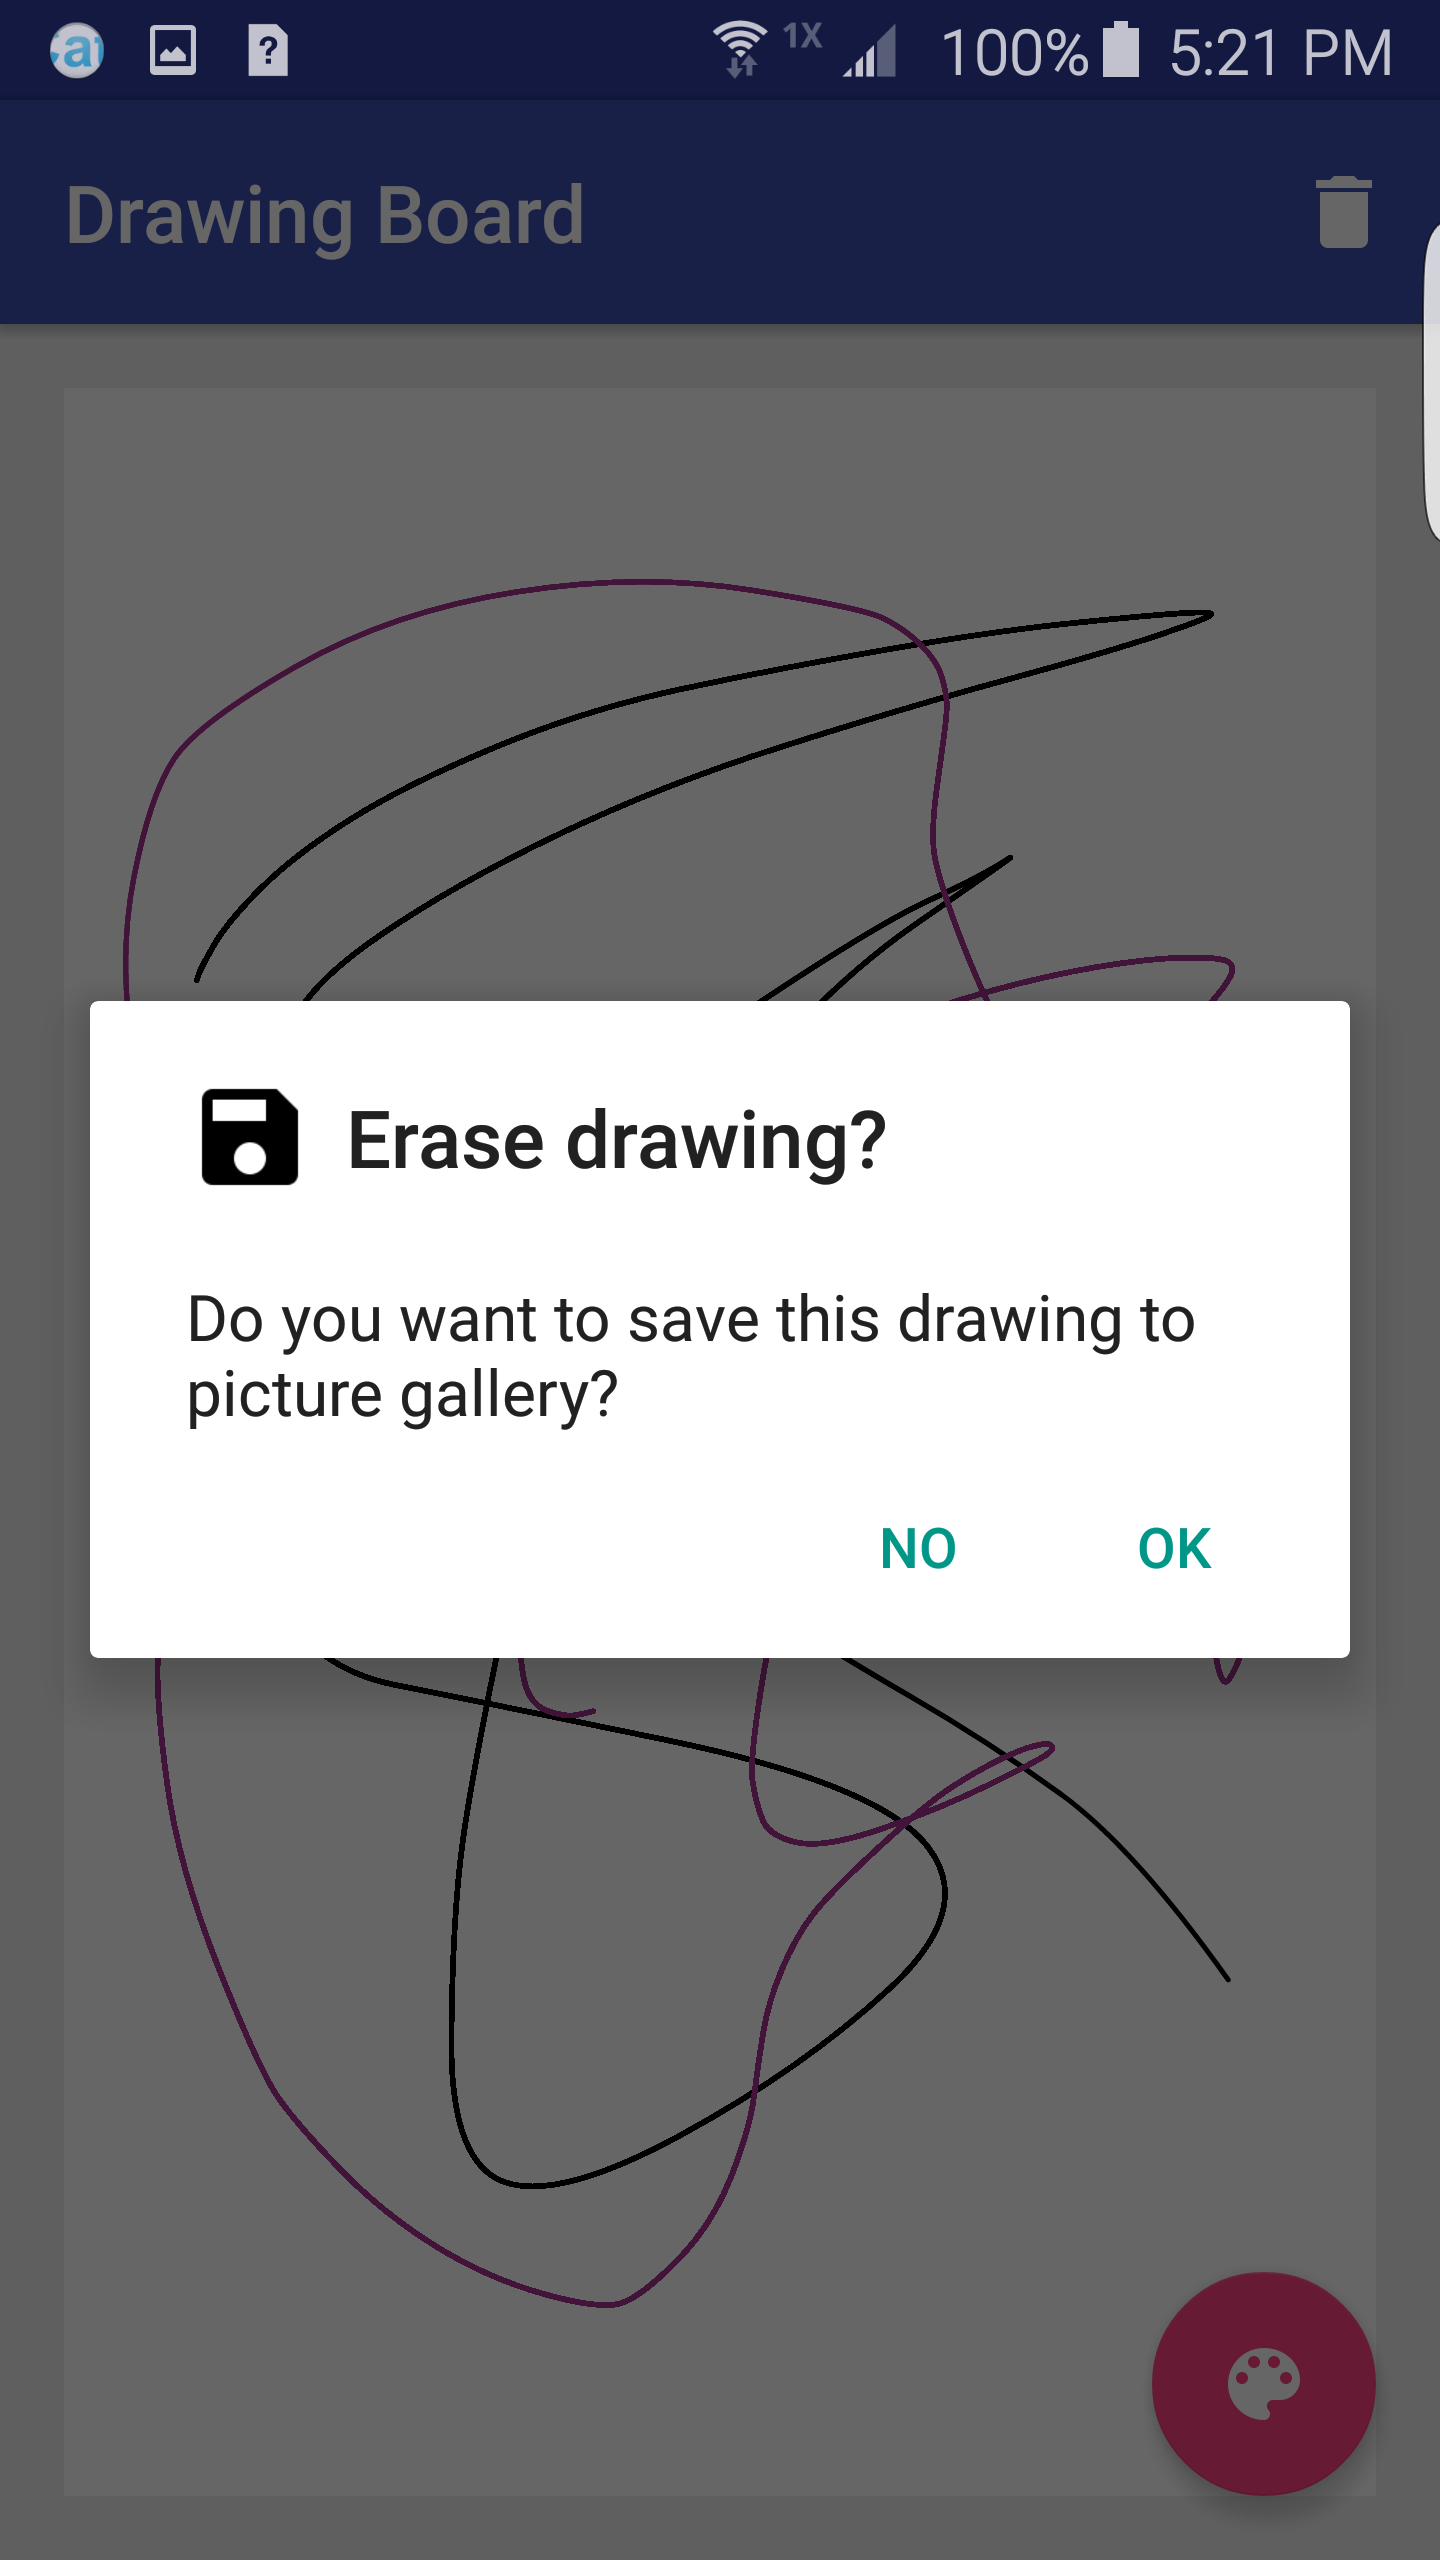 1X 100% 5:21 PM
Drawing Board
Erase drawing?
Do you want to save this drawing to
picture gallery?
NO OK